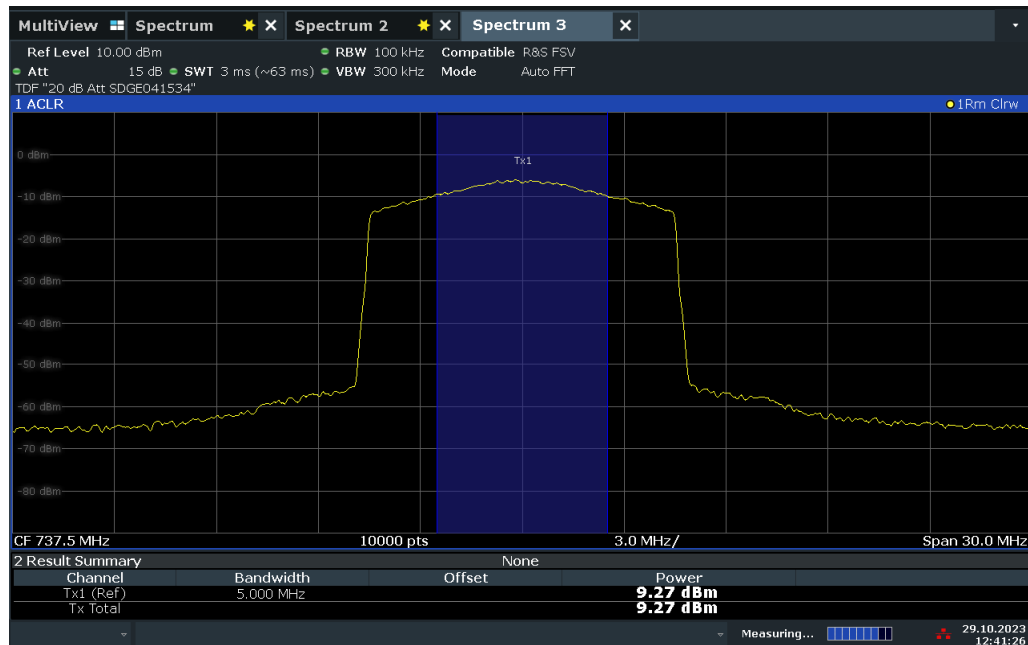 MultiView Spectrum Spectrum 2 Spectrum 3
Ref Level 10.00 dBm RBW 100 kHz Compatible R&S FSV
Att 15 dB SWT 3 ms (~63 ms) VBW 300 kHz Mode Auto FFT
TDF "20 dB Att SDGE041534"
1 ACLR 1Rm Clrw
0 dBm
Tx1
-10 dBm
-20 dBm
-30 dBm
-40 dBm
-50 dBm
-60 dBm
-70 dBm
-80 dBm
CF 737.5 MHz 10000 pts 3.0 MHz/ Span 30.0 MHz
2 Result Summary None
Channel Bandwidth Offset Power
Tx1 (Ref) 5.000 MHz 9.27 dBm
Tx Total 9.27 dBm
Measuring... 29.10.2023
12:41:26